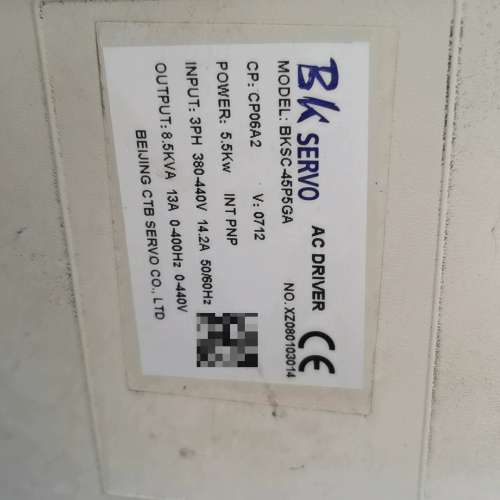 BK SERVO AC DRIVER CE
MODEL: BKSC-45P5GA NO.XZ080103014
CP: CP06A2 V: 0712
POWER: 5.5Kw INT PNP
INPUT: 3PH 380-440V 14.2A 50/60Hz
OUTPUT: 8.5KVA 13A 0-400Hz 0-440V
BEIJING CTB SERVO CO., LTD